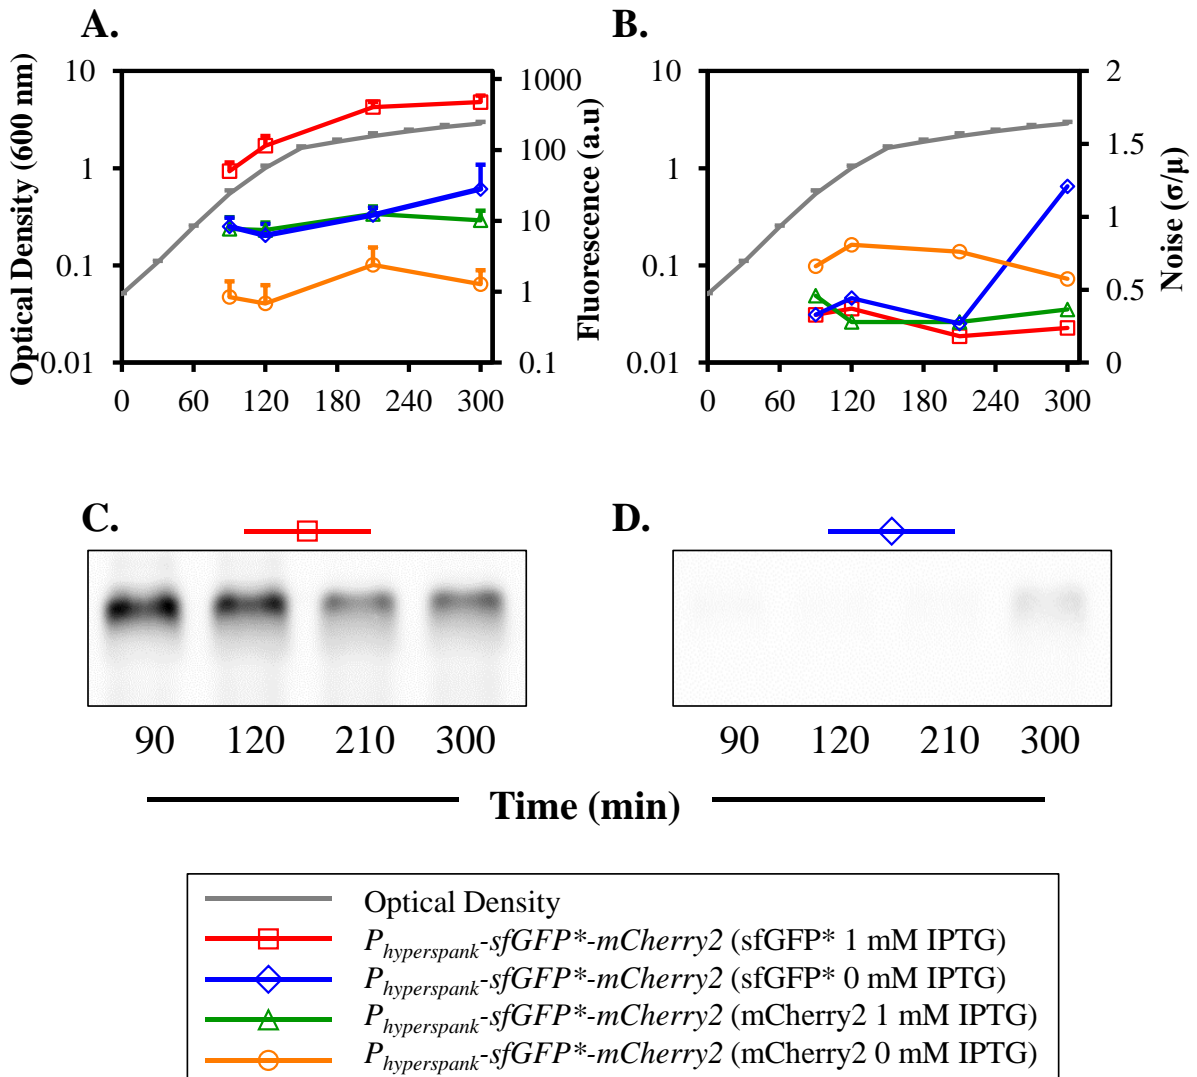 A.
B.
Optical Density (600 nm)
10
1
0.1
0.01
0 60 120 180 240 300
1000
100
10
1
0.1
Fluorescence (a.u)
10
1
0.1
0.01
0 60 120 180 240 300
2
1.5
1
0.5
0
Noise (σ/μ)
C.
D.
90 120 210 300
90 120 210 300
Time (min)
Optical Density
Phyperspank-sfGFP*-mCherry2 (sfGFP* 1 mM IPTG)
Phyperspank-sfGFP*-mCherry2 (sfGFP* 0 mM IPTG)
Phyperspank-sfGFP*-mCherry2 (mCherry2 1 mM IPTG)
Phyperspank-sfGFP*-mCherry2 (mCherry2 0 mM IPTG)